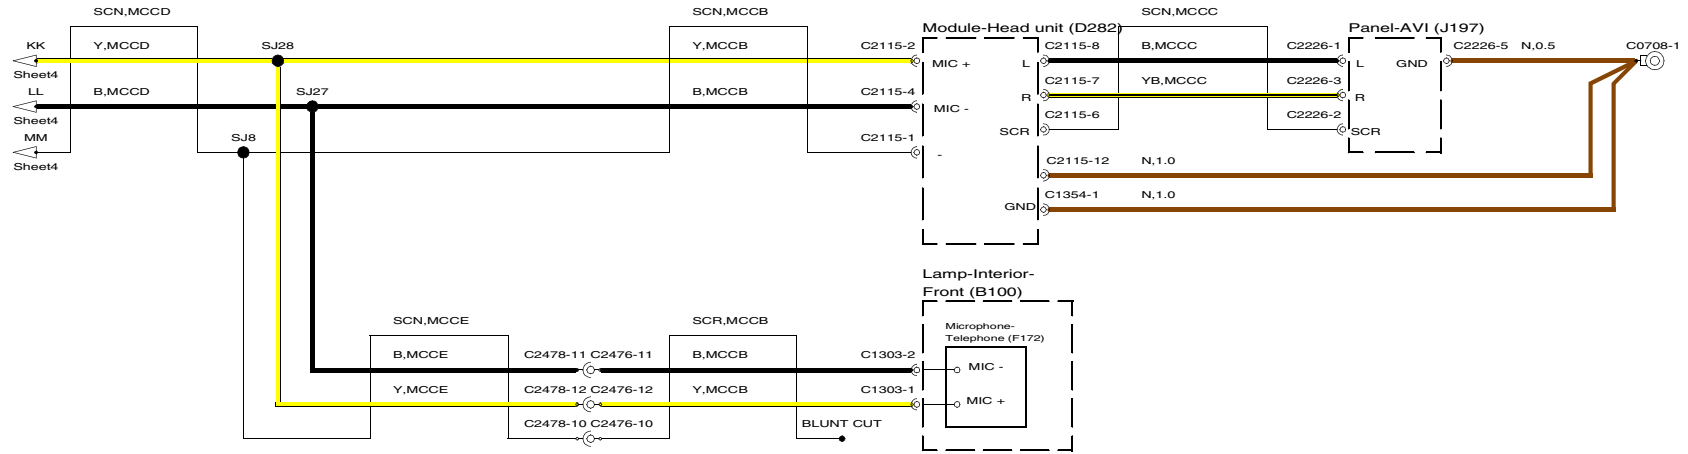 SCN,MCCD SCN,MCCB SCN,MCCC
Module-Head unit (D282) Panel-AVI (J197)
KK Y,MCCD SJ28 Y,MCCB C2115-2 C2115-8 B,MCCC C2226-1 C2226-5 N,0.5 C0708-1
MIC + L L GND
Sheet4
LL B,MCCD SJ27 B,MCCB C2115-4 C2115-7 YB,MCCC C2226-3
MIC - R R
Sheet4
MM SJ8 C2115-1 C2115-6 C2226-2
SCR SCR
- 
Sheet4
C2115-12 N,1.0
C1354-1 N,1.0
GND
Lamp-Interior-
Front (B100)
SCN,MCCE SCR,MCCB
Microphone-
Telephone (F172)
B,MCCE C2478-11 C2476-11 B,MCCB C1303-2
MIC -
Y,MCCE C2478-12 C2476-12 Y,MCCB C1303-1
MIC +
C2478-10 C2476-10 BLUNT CUT